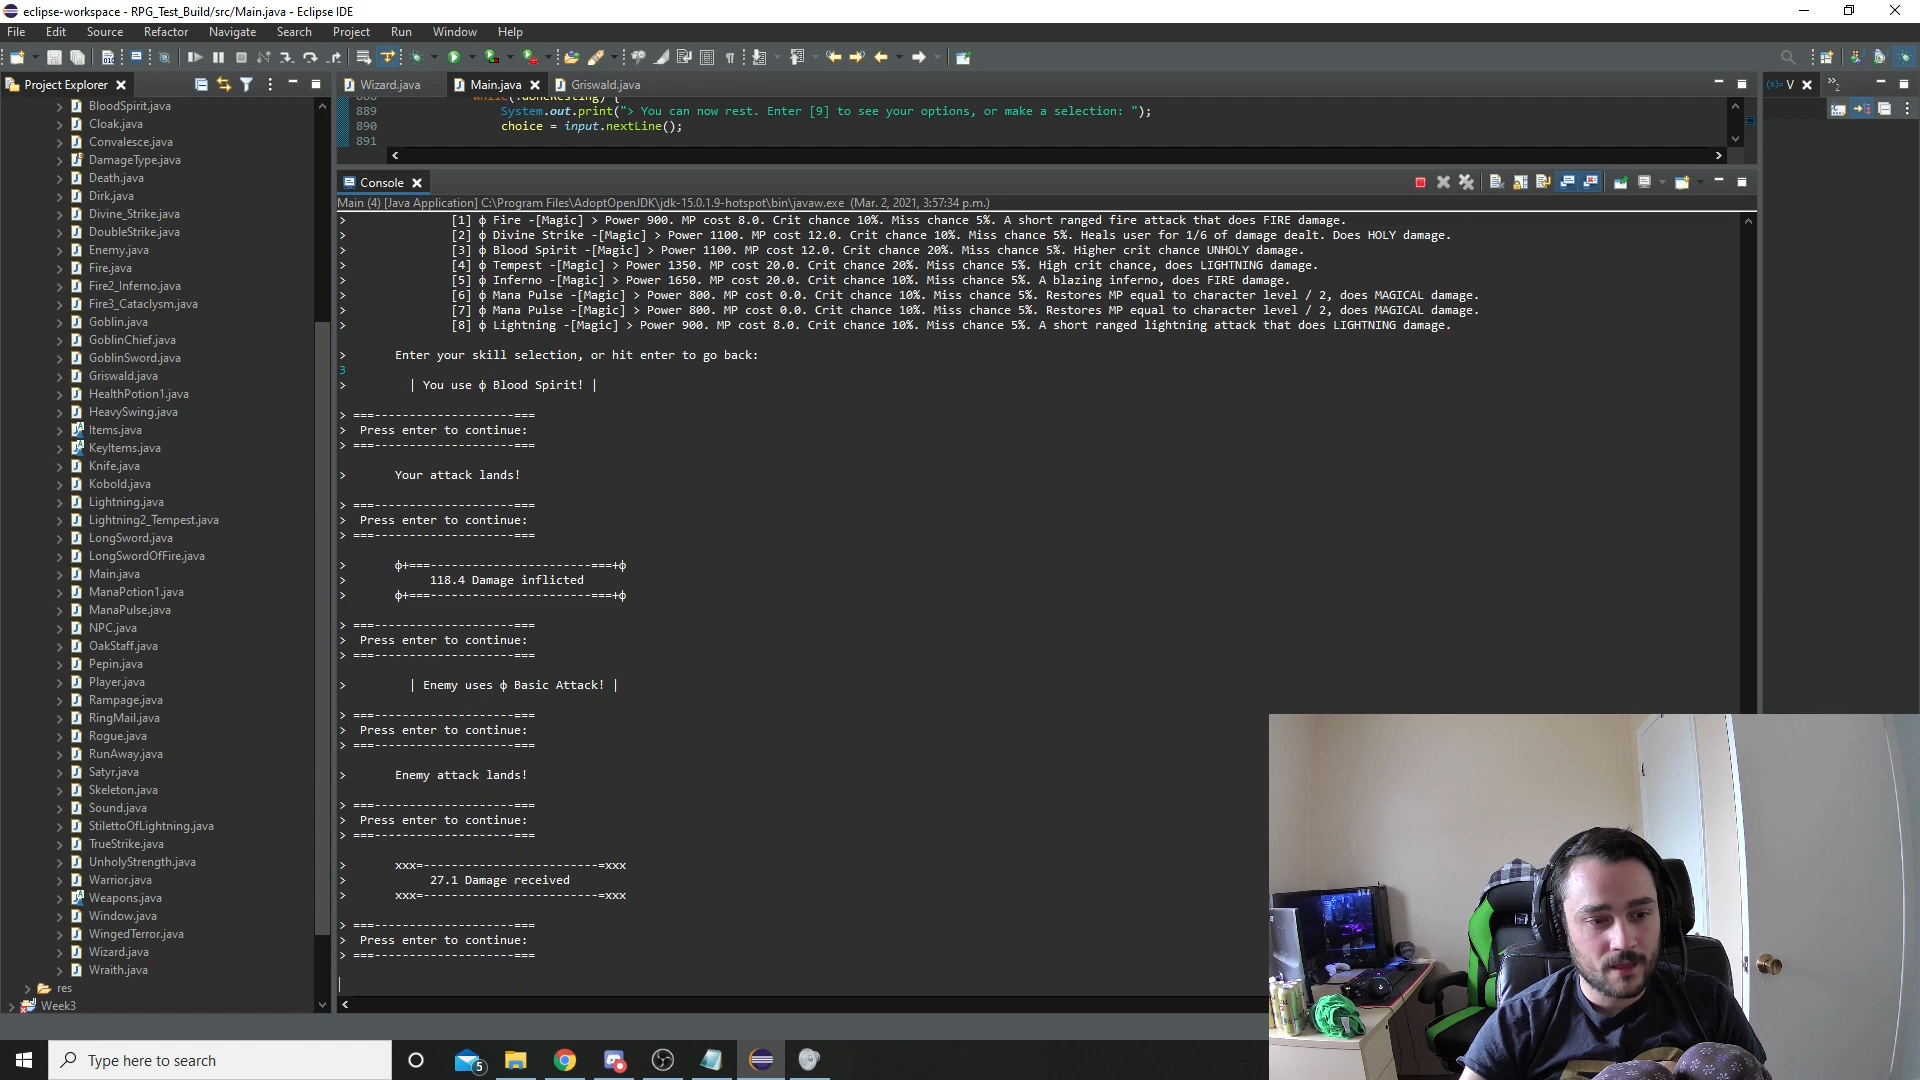 eclipse-workspace - RPG_Test_Build/src/Main.java - Eclipse IDE
File Edit Source Refactor Navigate Search Project Run Window Help
Project Explorer
BloodSpirit.java
Cloak.java
Convalesce.java
DamageType.java
Death.java
Dirk.java
Divine_Strike.java
DoubleStrike.java
Enemy.java
Fire.java
Fire2_Inferno.java
Fire3_Cataclysm.java
Goblin.java
GoblinChief.java
GoblinSword.java
Griswald.java
HealthPotion1.java
HeavySwing.java
Items.java
KeyItems.java
Knife.java
Kobold.java
Lightning.java
Lightning2_Tempest.java
LongSword.java
LongSwordOfFire.java
Main.java
ManaPotion1.java
ManaPulse.java
NPC.java
OakStaff.java
Pepin.java
Player.java
Rampage.java
RingMail.java
Rogue.java
RunAway.java
Satyr.java
Skeleton.java
Sound.java
StilettoOfLightning.java
TrueStrike.java
UnholyStrength.java
Warrior.java
Weapons.java
Window.java
WingedTerror.java
Wizard.java
Wraith.java
res
Week3
Wizard.java Main.java Griswald.java
888 while(!doneResting) {
889 System.out.print("> You can now rest. Enter [9] to see your options, or make a selection: ");
890 choice = input.nextLine();
891
Console
Main (4) [Java Application] C:\Program Files\AdoptOpenJDK\jdk-15.0.1.9-hotspot\bin\javaw.exe (Mar. 2, 2021, 3:57:34 p.m.)
> [1] ϕ Fire -[Magic] > Power 900. MP cost 8.0. Crit chance 10%. Miss chance 5%. A short ranged fire attack that does FIRE damage.
> [2] ϕ Divine Strike -[Magic] > Power 1100. MP cost 12.0. Crit chance 10%. Miss chance 5%. Heals user for 1/6 of damage dealt. Does HOLY damage.
> [3] ϕ Blood Spirit -[Magic] > Power 1100. MP cost 12.0. Crit chance 20%. Miss chance 5%. Higher crit chance UNHOLY damage.
> [4] ϕ Tempest -[Magic] > Power 1350. MP cost 20.0. Crit chance 20%. Miss chance 5%. High crit chance, does LIGHTNING damage.
> [5] ϕ Inferno -[Magic] > Power 1650. MP cost 20.0. Crit chance 10%. Miss chance 5%. A blazing inferno, does FIRE damage.
> [6] ϕ Mana Pulse -[Magic] > Power 800. MP cost 0.0. Crit chance 10%. Miss chance 5%. Restores MP equal to character level / 2, does MAGICAL damage.
> [7] ϕ Mana Pulse -[Magic] > Power 800. MP cost 0.0. Crit chance 10%. Miss chance 5%. Restores MP equal to character level / 2, does MAGICAL damage.
> [8] ϕ Lightning -[Magic] > Power 900. MP cost 8.0. Crit chance 10%. Miss chance 5%. A short ranged lightning attack that does LIGHTNING damage.
> Enter your skill selection, or hit enter to go back:
3
> | You use ϕ Blood Spirit! |
> ===--------------------===
> Press enter to continue:
> ===--------------------===
> Your attack lands!
> ===--------------------===
> Press enter to continue:
> ===--------------------===
> ϕ+===-----------------------===+ϕ
> 118.4 Damage inflicted
> ϕ+===-----------------------===+ϕ
> ===--------------------===
> Press enter to continue:
> ===--------------------===
> | Enemy uses ϕ Basic Attack! |
> ===--------------------===
> Press enter to continue:
> ===--------------------===
> Enemy attack lands!
> ===--------------------===
> Press enter to continue:
> ===--------------------===
> xxx=-------------------------=xxx
> 27.1 Damage received
> xxx=-------------------------=xxx
> ===--------------------===
> Press enter to continue:
> ===--------------------===
(x)= V
2
Type here to search
5